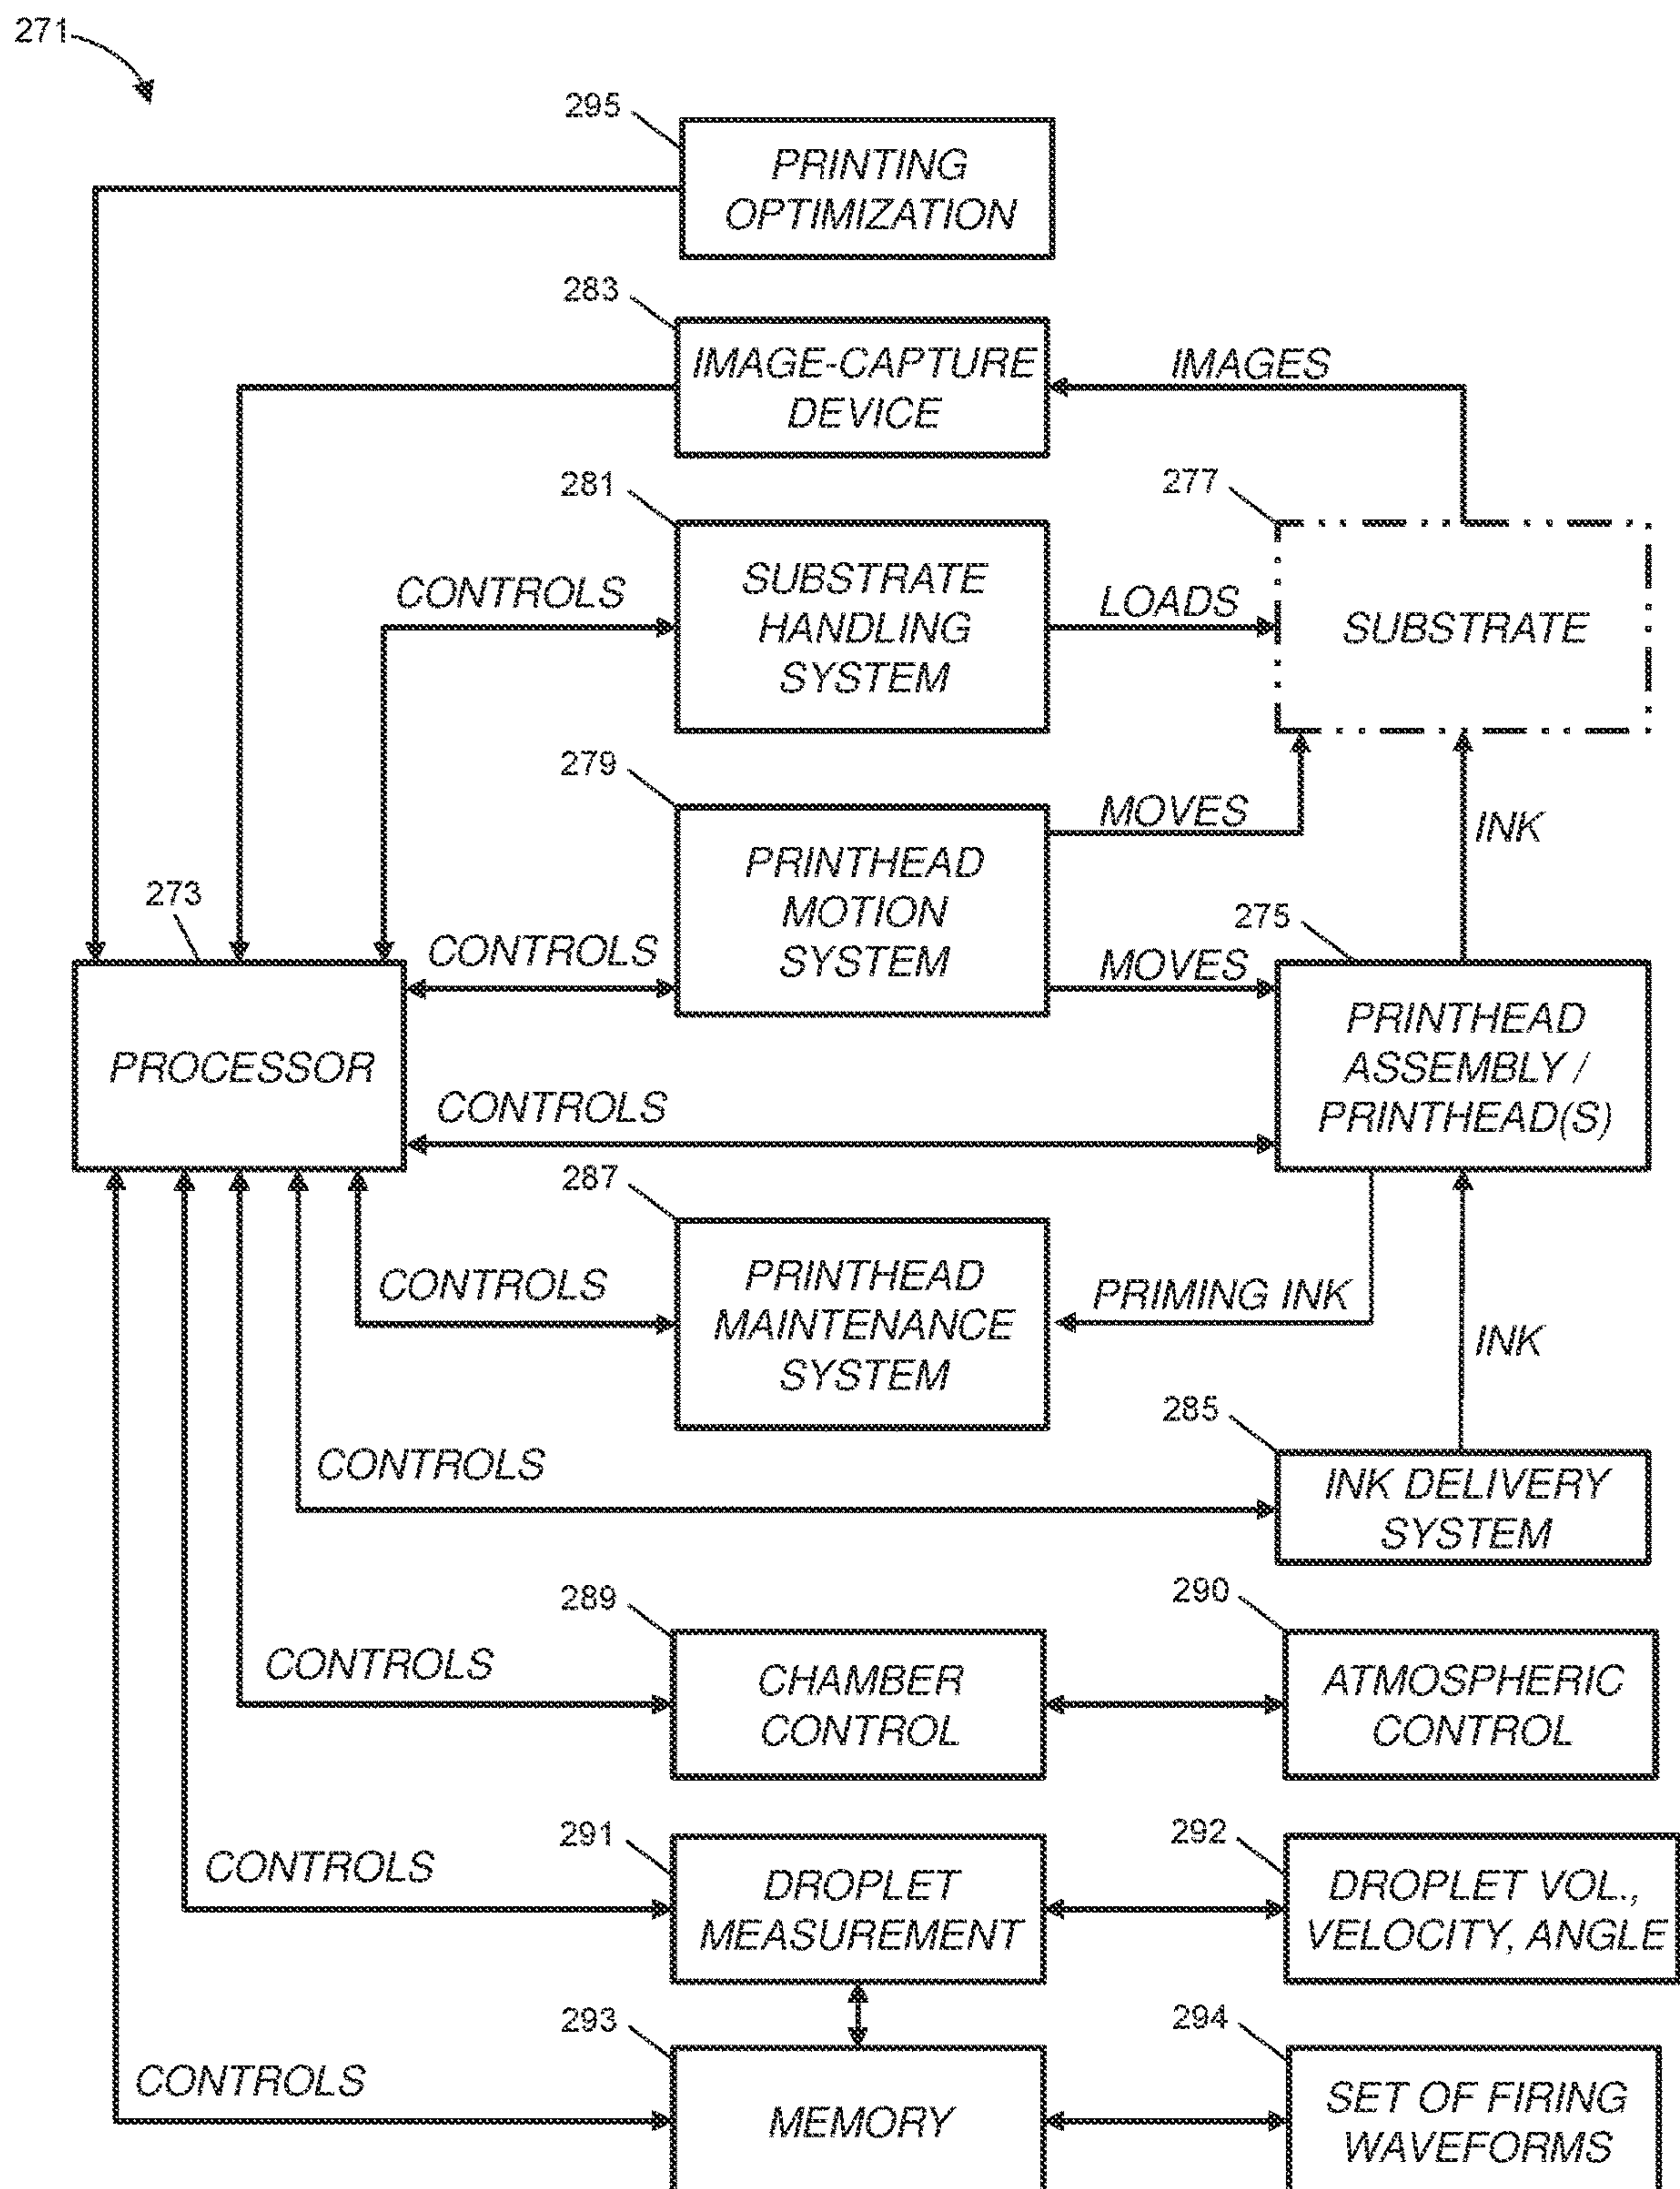 271
295
PRINTING
OPTIMIZATION
283
IMAGE-CAPTURE
DEVICE
IMAGES
281
277
CONTROLS
SUBSTRATE
HANDLING
SYSTEM
LOADS
SUBSTRATE
279
MOVES
INK
PRINTHEAD
MOTION
SYSTEM
273
CONTROLS
MOVES
275
PROCESSOR
PRINTHEAD
ASSEMBLY /
PRINTHEAD(S)
CONTROLS
287
CONTROLS
PRINTHEAD
MAINTENANCE
SYSTEM
PRIMING INK
INK
285
CONTROLS
INK DELIVERY
SYSTEM
289
290
CONTROLS
CHAMBER
CONTROL
ATMOSPHERIC
CONTROL
291
292
CONTROLS
DROPLET
MEASUREMENT
DROPLET VOL.,
VELOCITY, ANGLE
293
294
CONTROLS
MEMORY
SET OF FIRING
WAVEFORMS